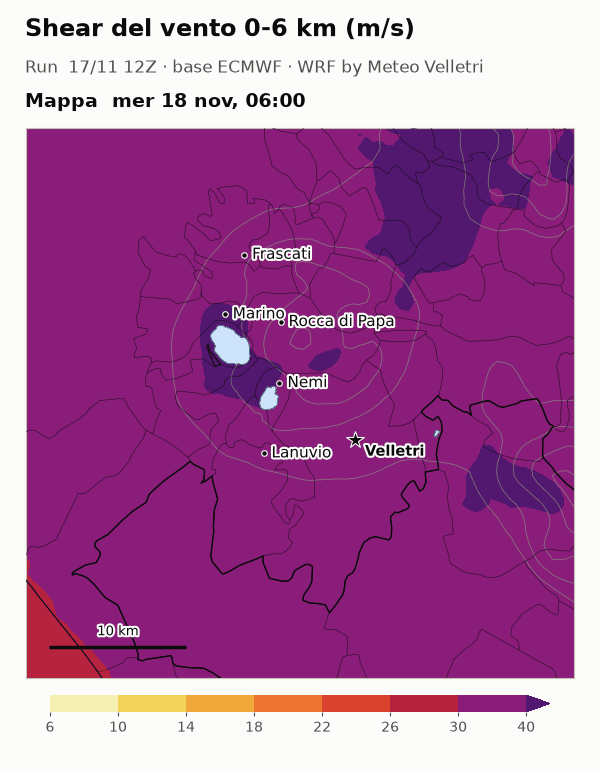 Shear del vento 0-6 km (m/s)
Run  17/11 12Z · base ECMWF · WRF by Meteo Velletri
Mappa  mer 18 nov, 06:00
Frascati
Marino
Rocca di Papa
Nemi
Velletri
Lanuvio
10 km
6 10 14 18 22 26 30 40